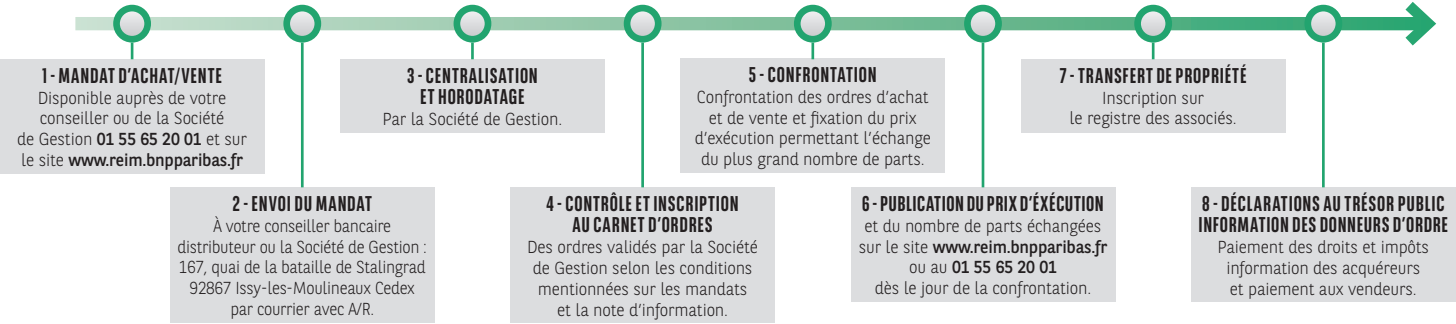 1 - MANDAT D'ACHAT/VENTE
Disponible auprès de votre
conseiller ou de la Société
de Gestion 01 55 65 20 01 et sur
le site www.reim.bnpparibas.fr
2 - ENVOI DU MANDAT
À votre conseiller bancaire
distributeur ou la Société de Gestion :
167, quai de la bataille de Stalingrad
92867 Issy-les-Moulineaux Cedex
par courrier avec A/R.
3 - CENTRALISATION
ET HORODATAGE
Par la Société de Gestion.
4 - CONTRÔLE ET INSCRIPTION
AU CARNET D'ORDRES
Des ordres validés par la Société
de Gestion selon les conditions
mentionnées sur les mandats
et la note d'information.
5 - CONFRONTATION
Confrontation des ordres d'achat
et de vente et fixation du prix
d'exécution permettant l'échange
du plus grand nombre de parts.
6 - PUBLICATION DU PRIX D'ÉXÉCUTION
et du nombre de parts échangées
sur le site www.reim.bnpparibas.fr
ou au 01 55 65 20 01
dès le jour de la confrontation.
7 - TRANSFERT DE PROPRIÉTÉ
Inscription sur
le registre des associés.
8 - DÉCLARATIONS AU TRÉSOR PUBLIC
INFORMATION DES DONNEURS D'ORDRE
Paiement des droits et impôts
information des acquéreurs
et paiement aux vendeurs.